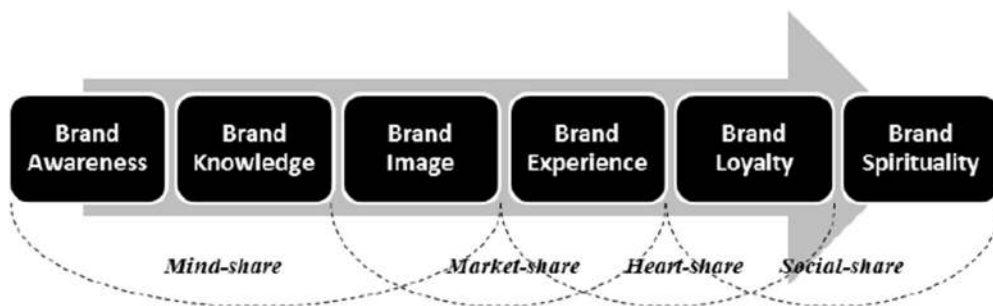 Brand
Awareness
Brand
Knowledge
Brand
Image
Brand
Experience
Brand
Loyalty
Brand
Spirituality
Mind-share
Market-share
Heart-share
Social-share